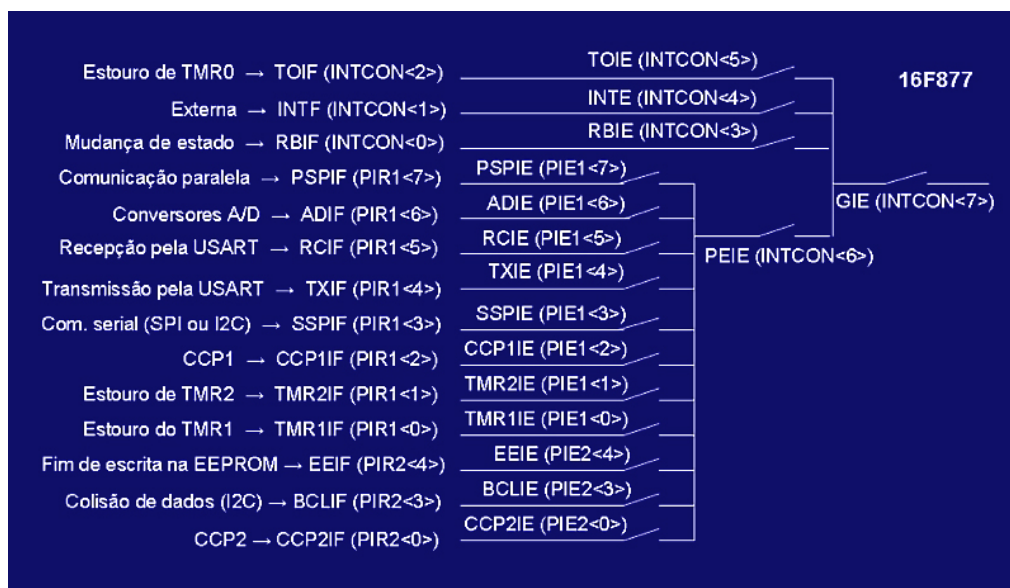 Estouro de TMR0 → TOIF (INTCON<2>) TOIE (INTCON<5>)
16F877
Externa → INTF (INTCON<1>) INTE (INTCON<4>)
Mudança de estado → RBIF (INTCON<0>) RBIE (INTCON<3>)
Comunicação paralela → PSPIF (PIR1<7>) PSPIE (PIE1<7>)
GIE (INTCON<7>)
Conversores A/D → ADIF (PIR1<6>) ADIE (PIE1<6>)
Recepção pela USART → RCIF (PIR1<5>) RCIE (PIE1<5>)
PEIE (INTCON<6>)
Transmissão pela USART → TXIF (PIR1<4>) TXIE (PIE1<4>)
Com. serial (SPI ou I2C) → SSPIF (PIR1<3>) SSPIE (PIE1<3>)
CCP1 → CCP1IF (PIR1<2>) CCP1IE (PIE1<2>)
Estouro de TMR2 → TMR2IF (PIR1<1>) TMR2IE (PIE1<1>)
Estouro do TMR1 → TMR1IF (PIR1<0>) TMR1IE (PIE1<0>)
Fim de escrita na EEPROM → EEIF (PIR2<4>) EEIE (PIE2<4>)
Colisão de dados (I2C) → BCLIF (PIR2<3>) BCLIE (PIE2<3>)
CCP2 → CCP2IF (PIR2<0>) CCP2IE (PIE2<0>)